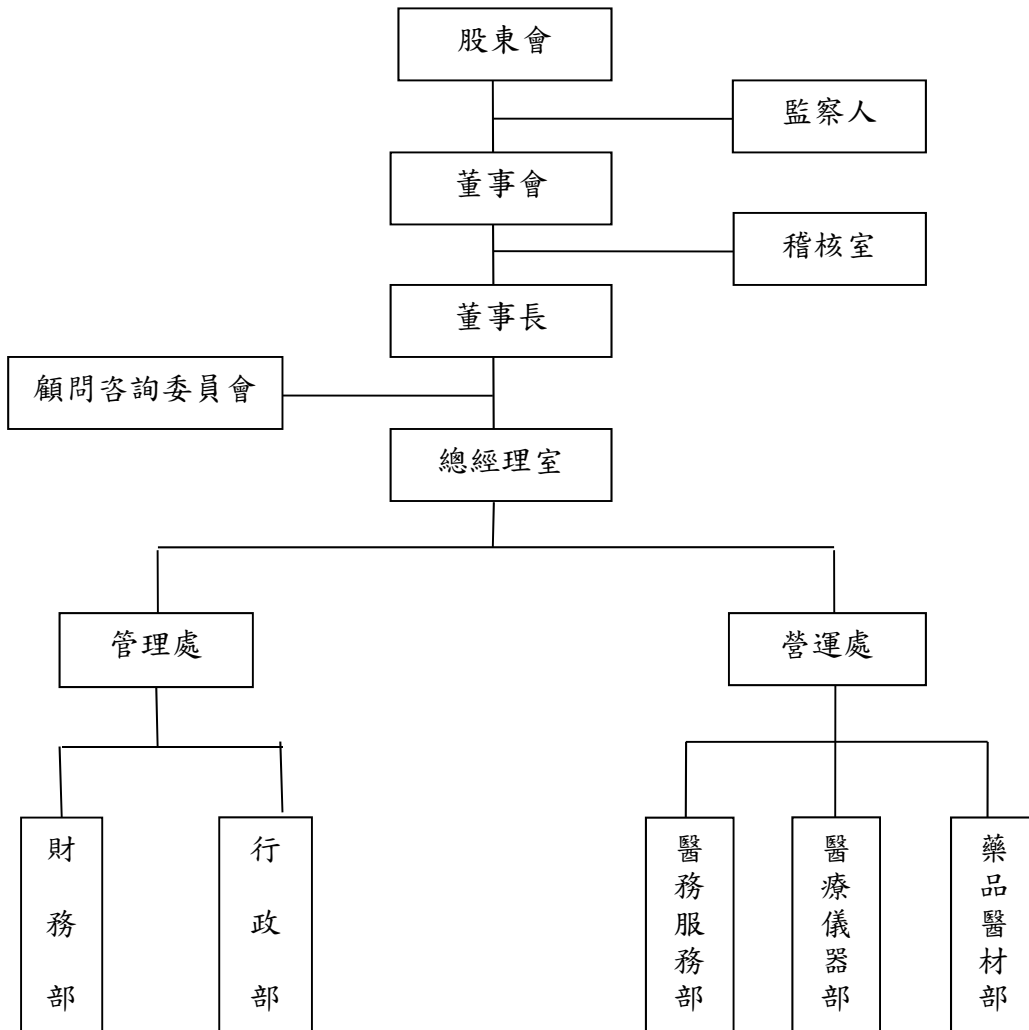 股東會
監察人
董事會
稽核室
董事長
顧問咨詢委員會
總經理室
管理處
營運處
財務部
行政部
醫務服務部
醫療儀器部
藥品醫材部